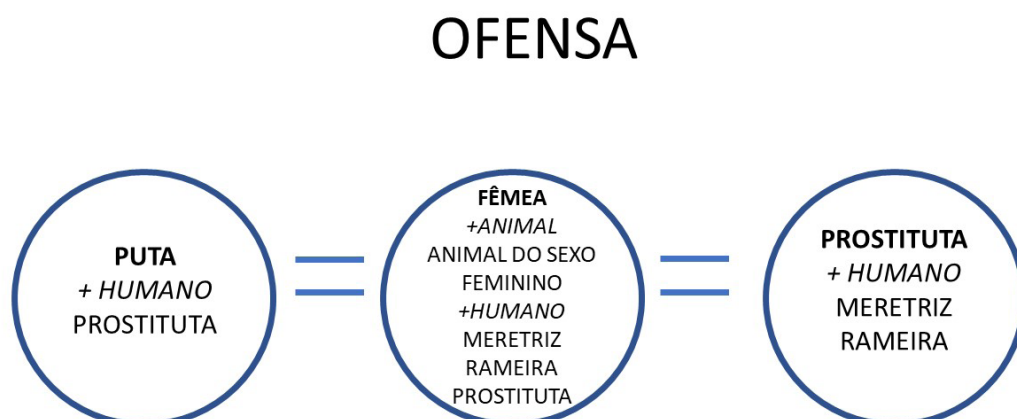 OFENSA
PUTA
+ HUMANO
PROSTITUTA
FÊMEA
+ANIMAL
ANIMAL DO SEXO
FEMININO
+HUMANO
MERETRIZ
RAMEIRA
PROSTITUTA
PROSTITUTA
+ HUMANO
MERETRIZ
RAMEIRA